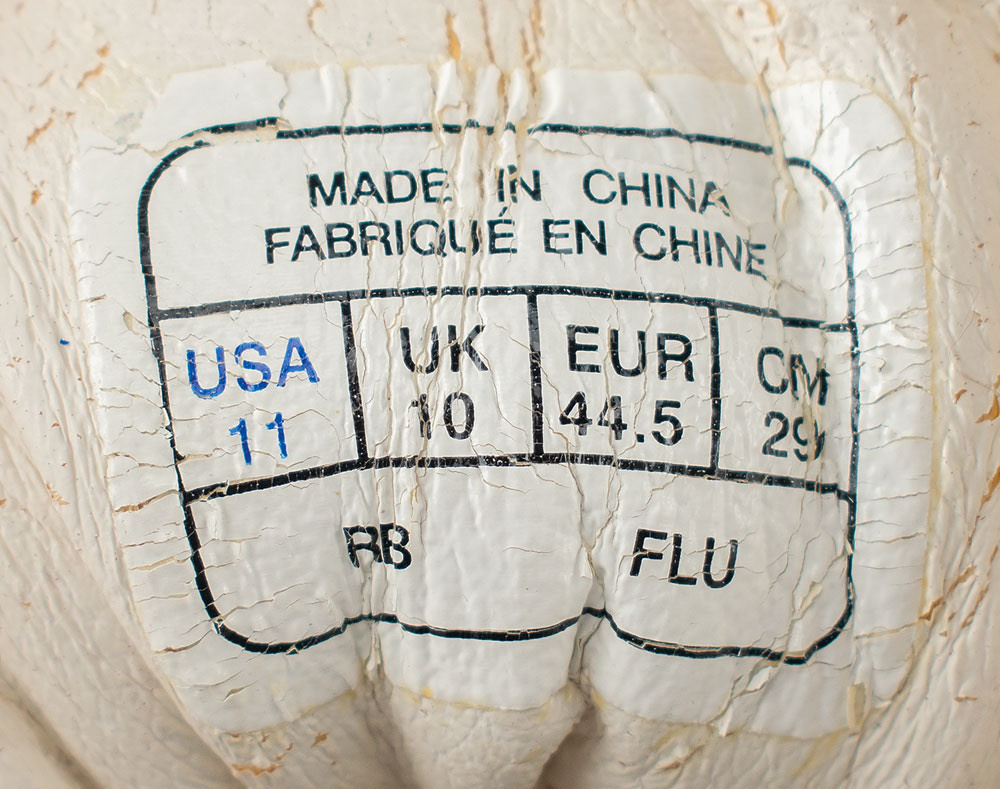 MADE IN CHINA
FABRIQUÉ EN CHINE
USA UK EUR CM
11 10 44.5 29
RB FLU